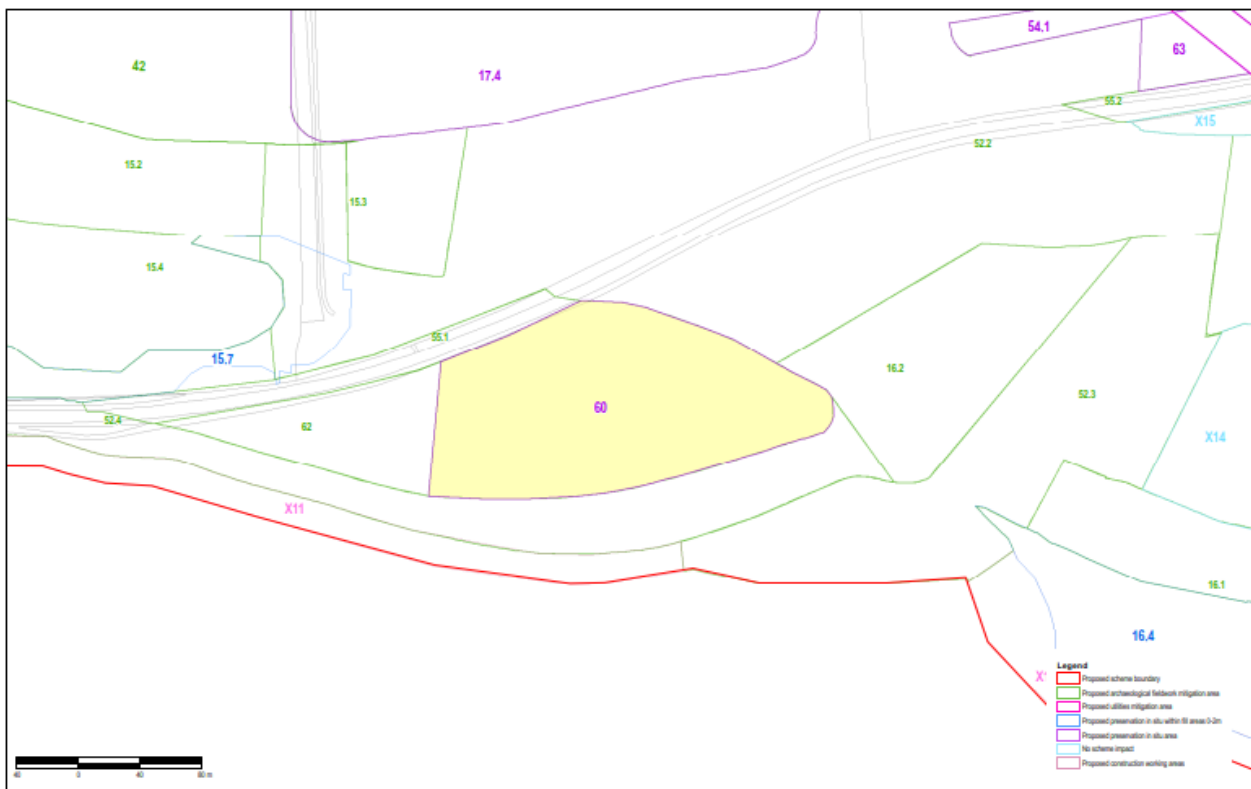 54.1
42
17.4
63
55.2
X15
52.2
15.2
15.3
15.4
55.1
15.7
16.2
60
52.4
62
52.3
X14
X11
16.1
16.4
X
Legend
Proposed scheme boundary
Proposed archaeological fieldwork mitigation area
Proposed utilities mitigation area
Proposed preservation in situ within fill areas 0-2m
Proposed preservation in situ area
No scheme impact
Proposed construction working areas
40 0 40 80 m